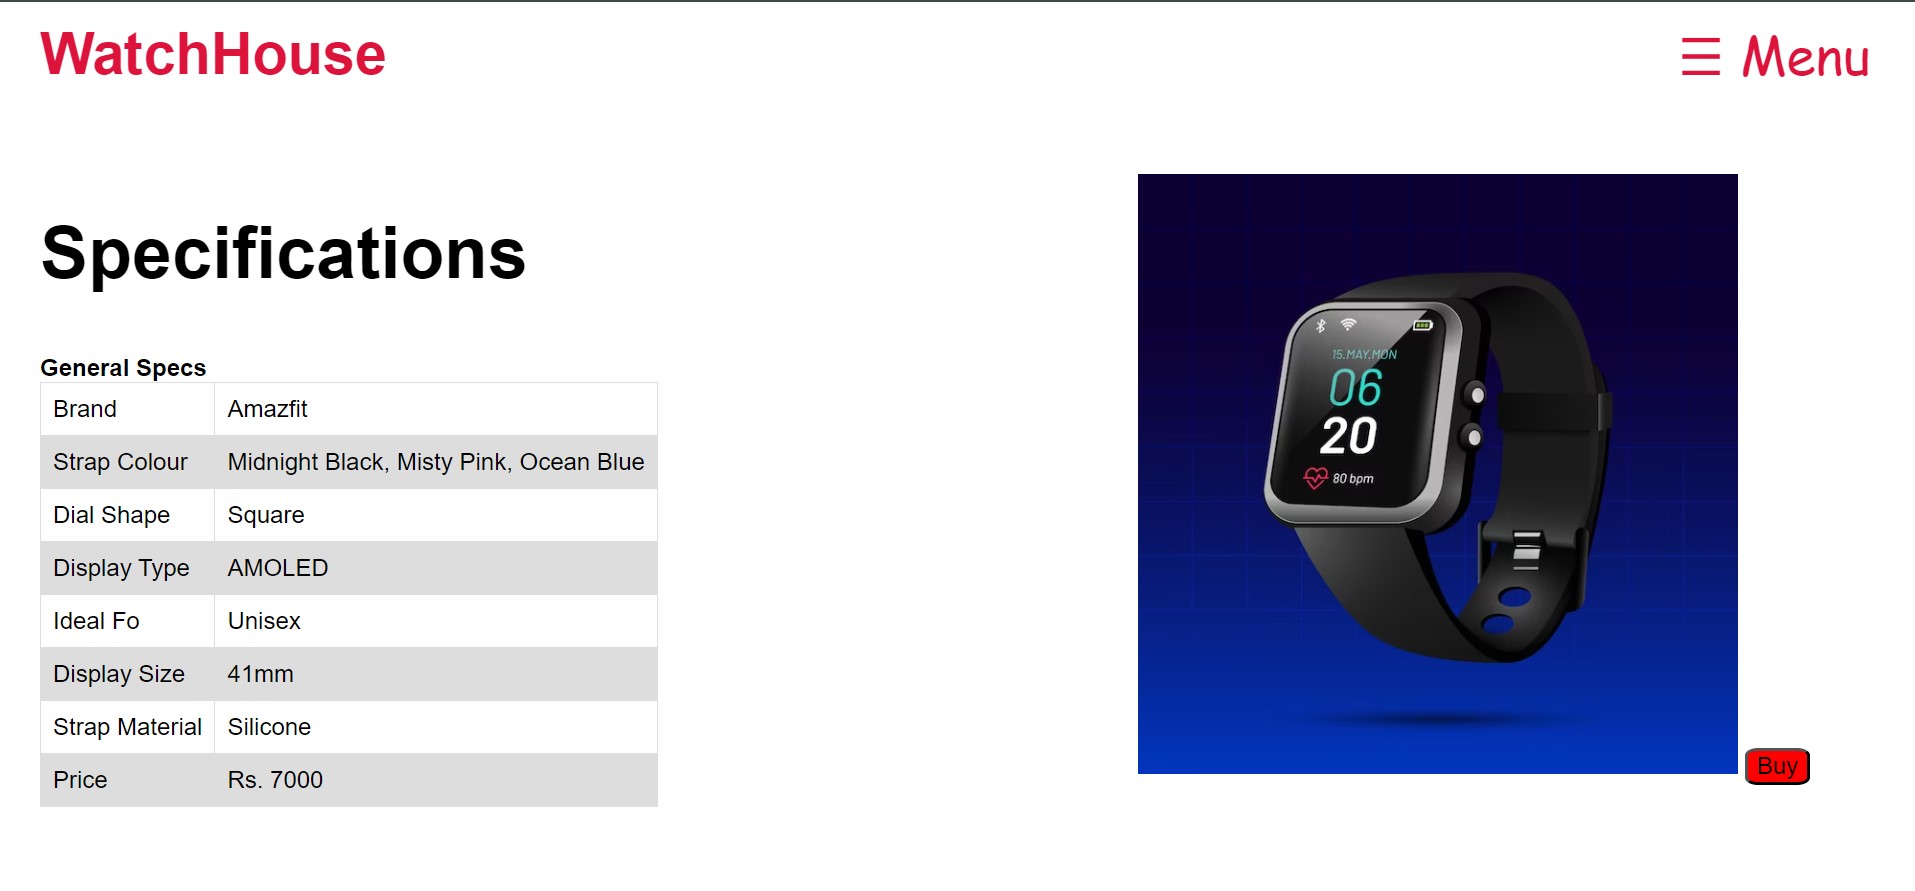 WatchHouse
☰ Menu
Specifications
General Specs
Brand Amazfit
Strap Colour Midnight Black, Misty Pink, Ocean Blue
Dial Shape Square
Display Type AMOLED
Ideal Fo Unisex
Display Size 41mm
Strap Material Silicone
Price Rs. 7000
15.MAY.MON
06
20
80 bpm
Buy